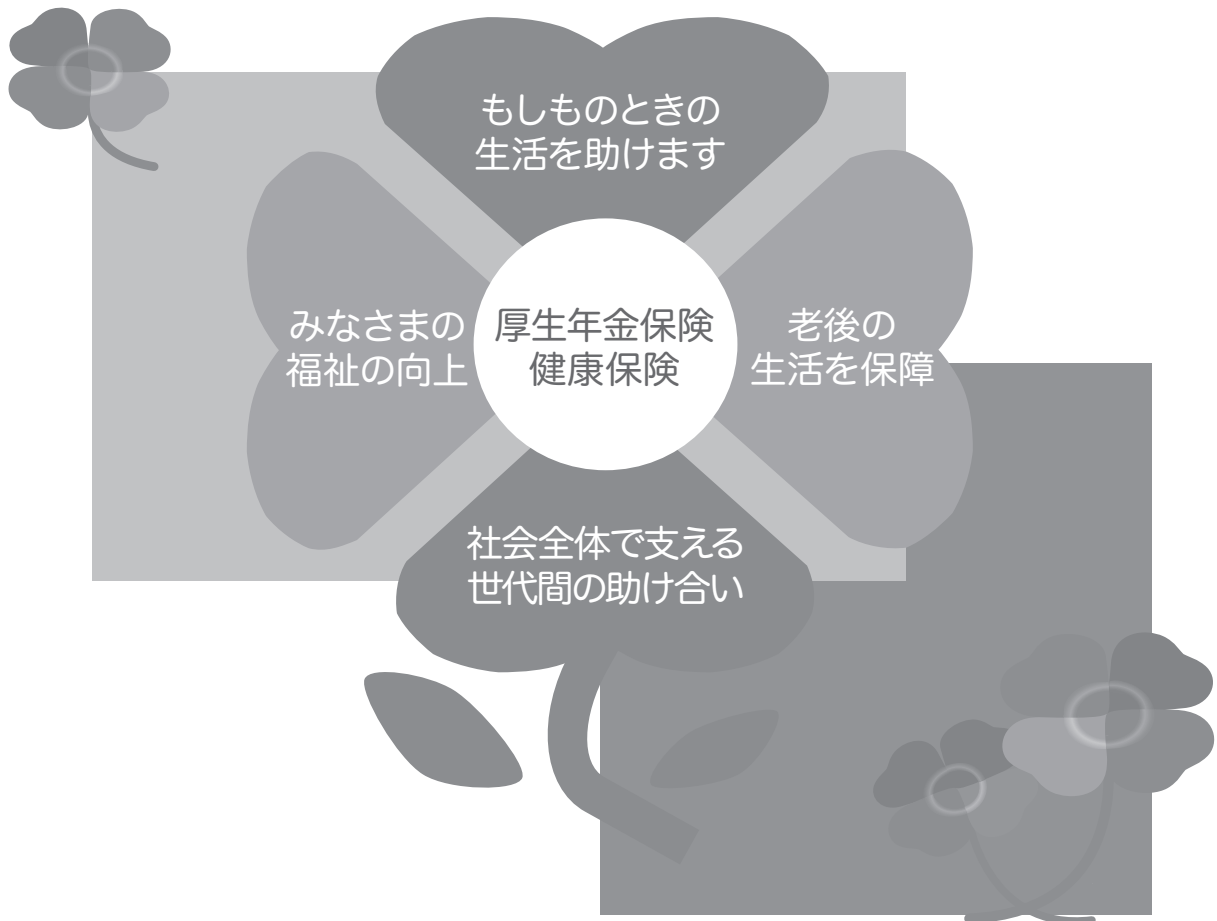 もしものときの
生活を助けます
みなさまの
福祉の向上
厚生年金保険
健康保険
老後の
生活を保障
社会全体で支える
世代間の助け合い